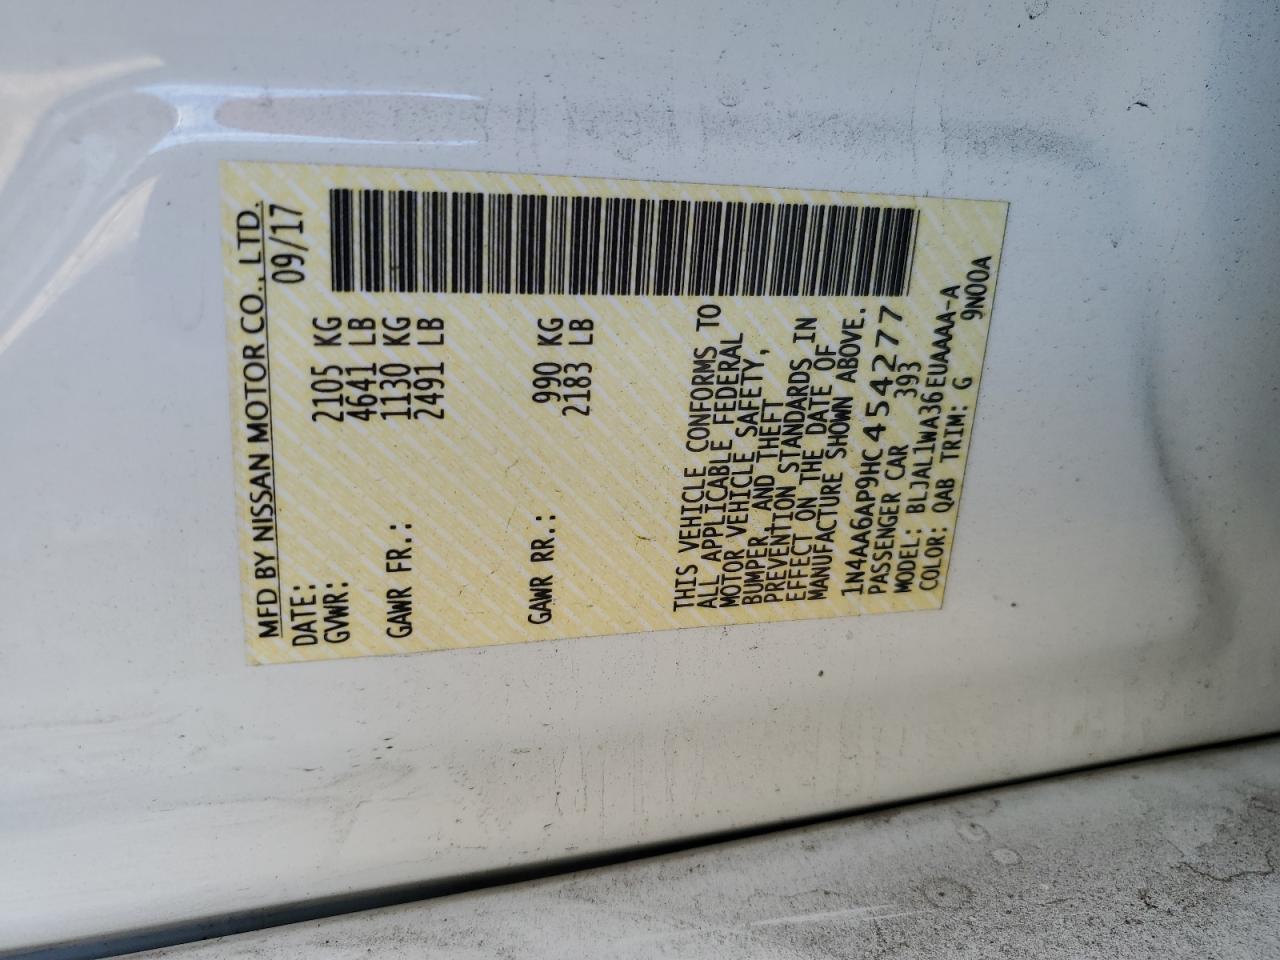 MFD BY NISSAN MOTOR CO., LTD.
DATE: 09/17
GVWR: 2105 KG
4641 LB
GAWR FR.: 1130 KG
2491 LB
GAWR RR.: 990 KG
2183 LB
THIS VEHICLE CONFORMS TO
ALL APPLICABLE FEDERAL
MOTOR VEHICLE SAFETY,
BUMPER, AND THEFT
PREVENTION STANDARDS IN
EFFECT ON THE DATE OF
MANUFACTURE SHOWN ABOVE.
1N4AA6AP9HC454277
PASSENGER CAR 393
MODEL: BLJAL1WA36EUAAAA-A
COLOR: QAB TRIM: G 9N00A